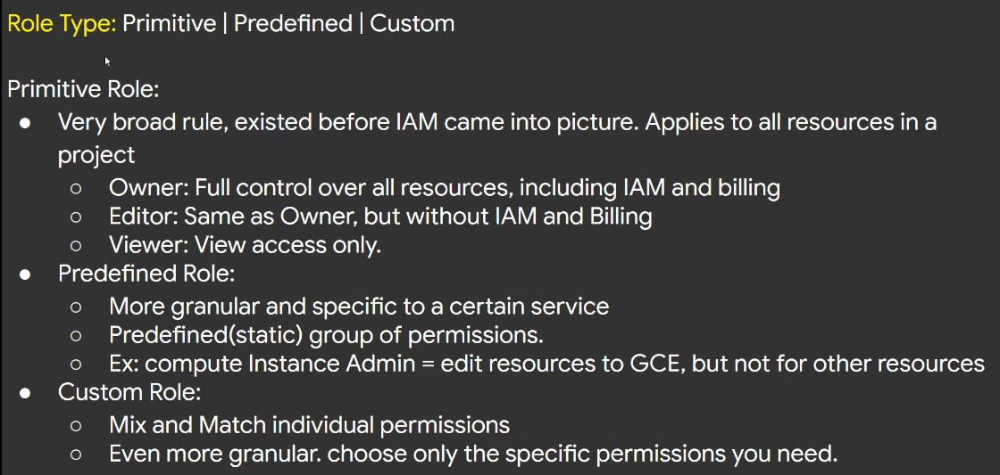 Role Type: Primitive | Predefined | Custom
Primitive Role:
● Very broad rule, existed before IAM came into picture. Applies to all resources in a
project
○ Owner: Full control over all resources, including IAM and billing
○ Editor: Same as Owner, but without IAM and Billing
○ Viewer: View access only.
● Predefined Role:
○ More granular and specific to a certain service
○ Predefined(static) group of permissions.
○ Ex: compute Instance Admin = edit resources to GCE, but not for other resources
● Custom Role:
○ Mix and Match individual permissions
○ Even more granular. choose only the specific permissions you need.